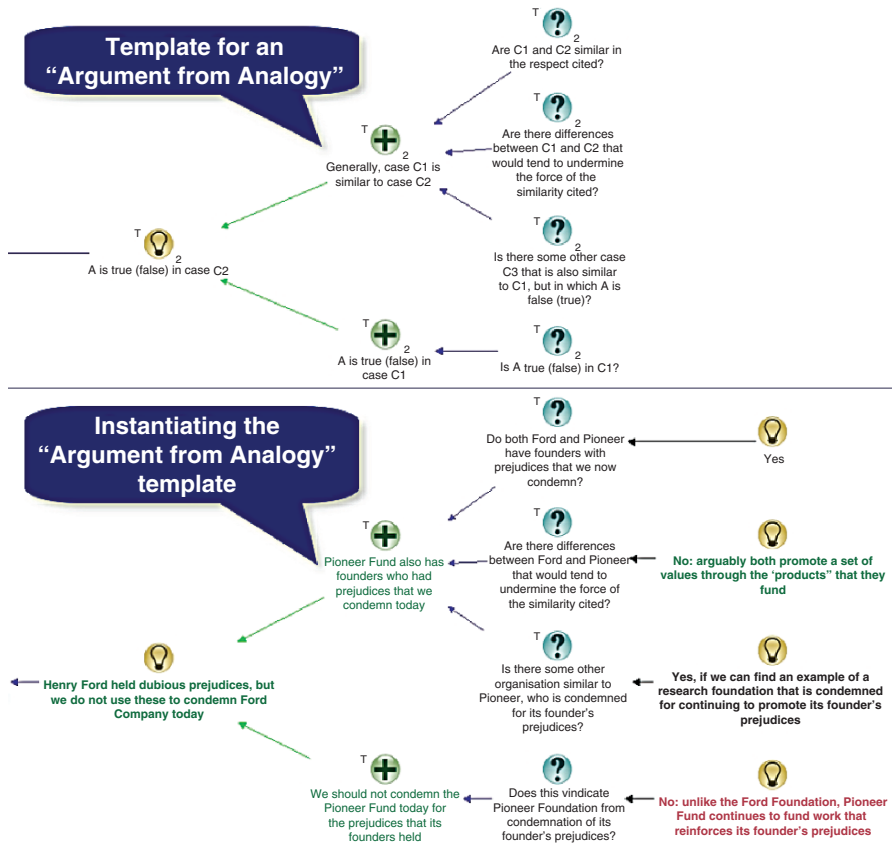 Template for an
“Argument from Analogy”
T
2
Are C1 and C2 similar in
the respect cited?
T
2
Are there differences
between C1 and C2 that
would tend to undermine
the force of the
similarity cited?
T
2
Generally, case C1 is
similar to case C2
T
2
Is there some other case
C3 that is also similar
to C1, but in which A is
false (true)?
T
2
A is true (false) in case C2
T
2
A is true (false) in
case C1
T
2
Is A true (false) in C1?
Instantiating the
“Argument from Analogy”
template
T
Do both Ford and Pioneer
have founders with
prejudices that we now
condemn?
Yes
T
Pioneer Fund also has
founders who had
prejudices that we
condemn today
T
Are there differences
between Ford and Pioneer
that would tend to
undermine the force of
the similarity cited?
No: arguably both promote a set of
values through the ‘products” that they
fund
T
Is there some other
organisation similar to
Pioneer, who is condemned
for its founder’s
prejudices?
Yes, if we can find an example of a
research foundation that is condemned
for continuing to promote its founder’s
prejudices
Henry Ford held dubious prejudices, but
we do not use these to condemn Ford
Company today
T
We should not condemn the
Pioneer Fund today for
the prejudices that its
founders held
Does this vindicate
Pioneer Foundation from
condemnation of its
founder’s prejudices?
No: unlike the Ford Foundation, Pioneer
Fund continues to fund work that
reinforces its founder’s prejudices